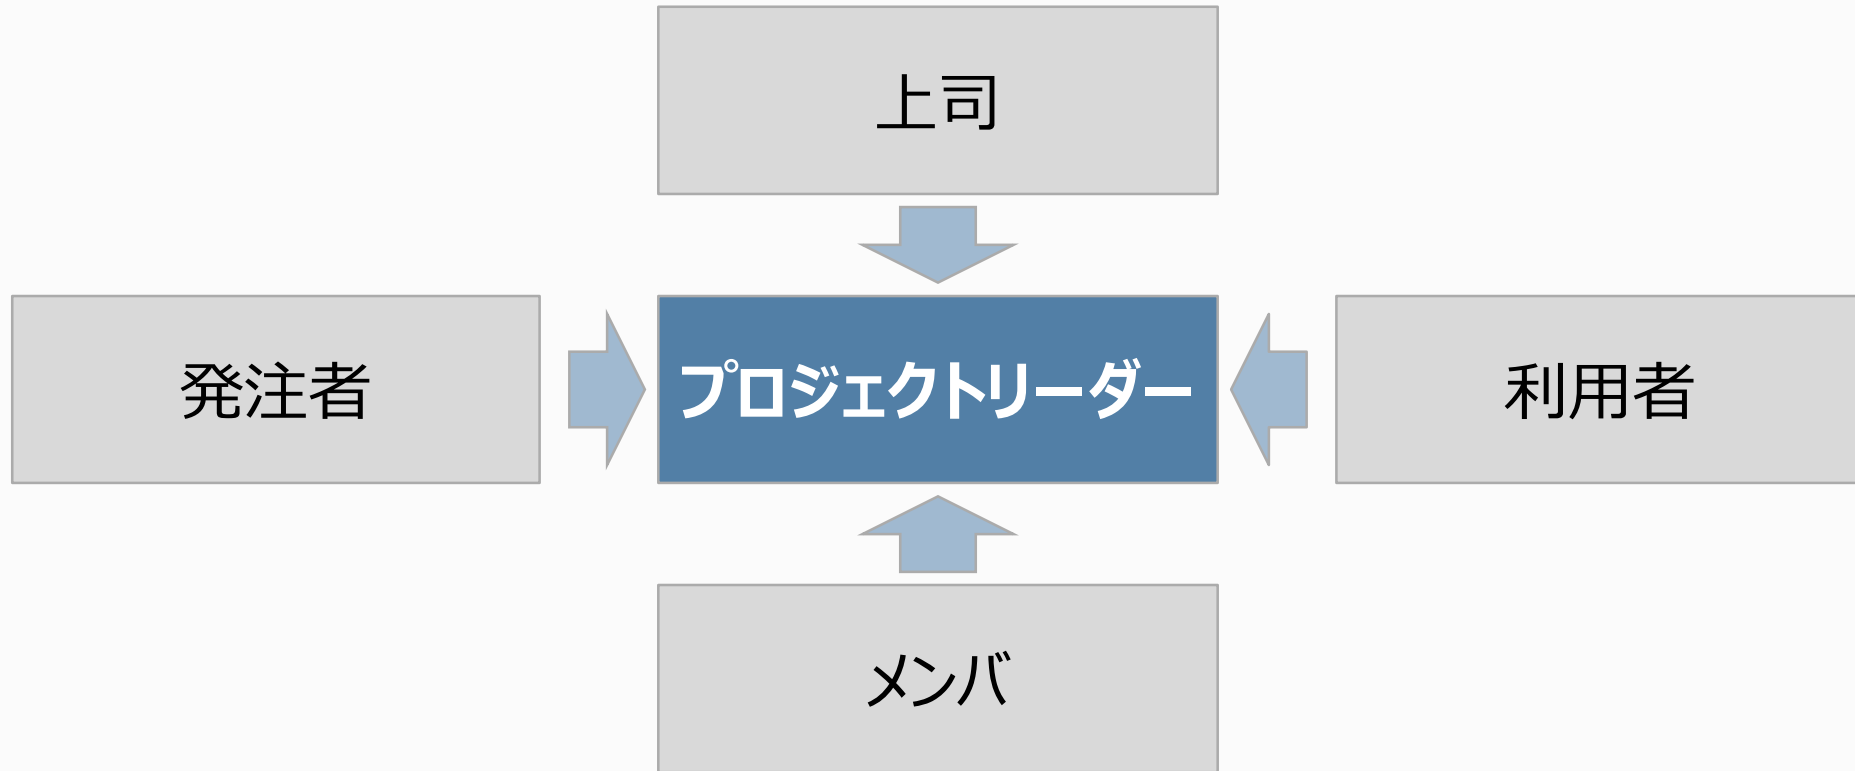 上司
発注者
プロジェクトリーダー
利用者
メンバ